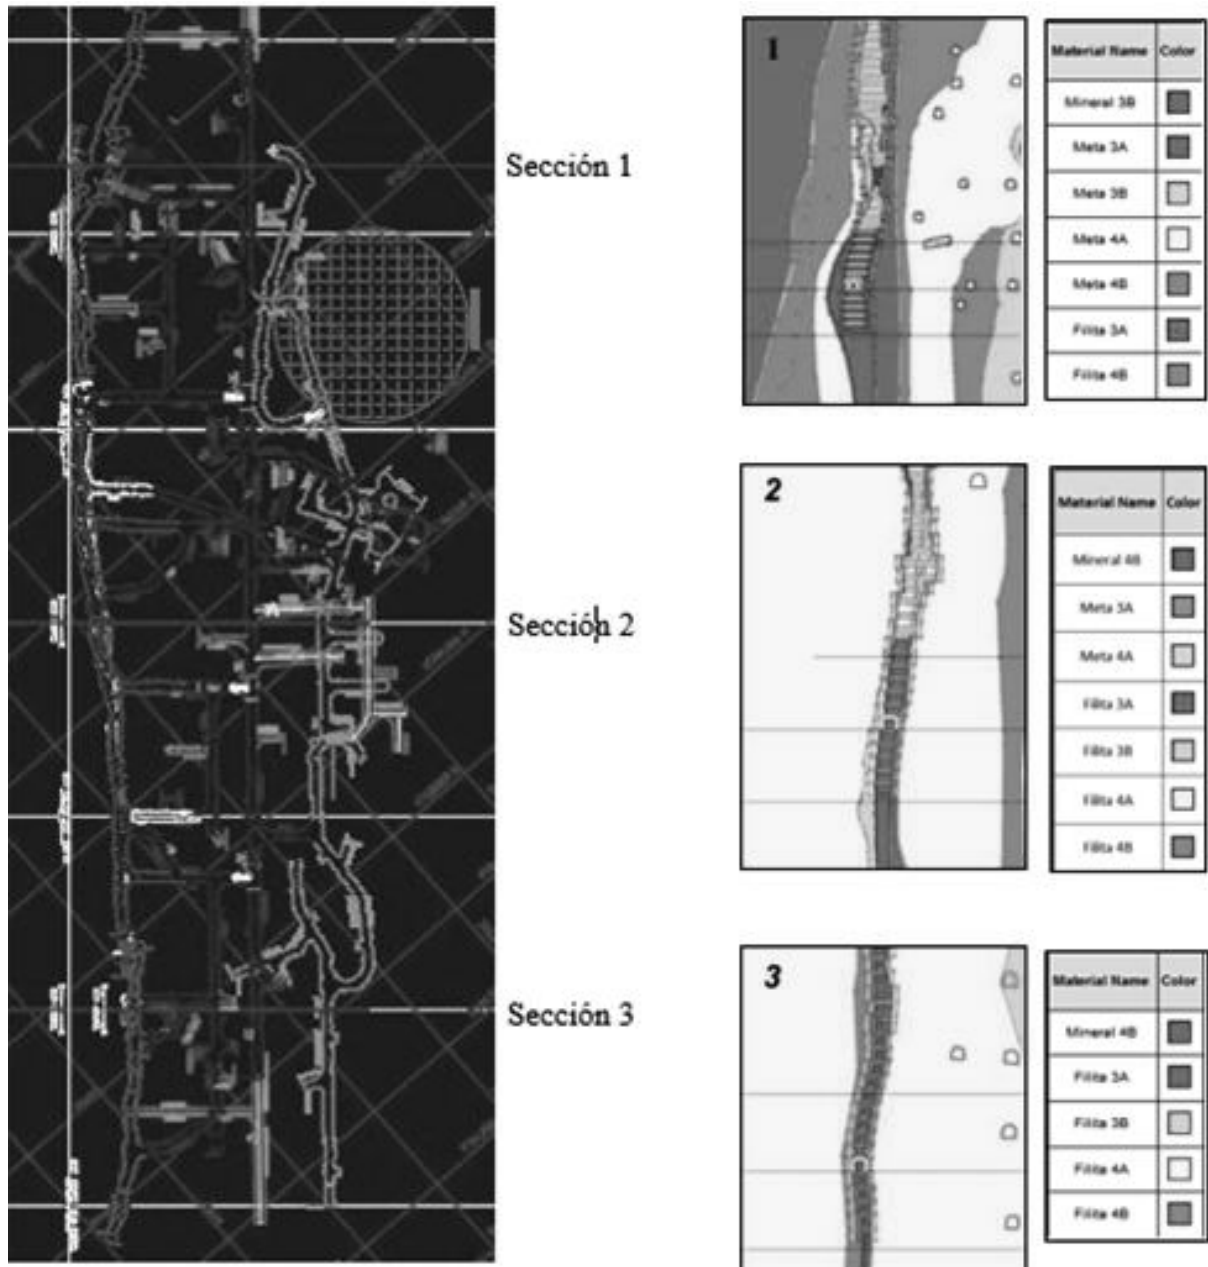 Sección 1
Sección 2
Sección 3
1
Material Name Color
Mineral 3B
Meta 3A
Meta 3B
Meta 4A
Meta 4B
Filita 3A
Filita 4B
2
Material Name Color
Mineral 4B
Meta 3A
Meta 4A
Filita 3A
Filita 3B
Filita 4A
Filita 4B
3
Material Name Color
Mineral 4B
Filita 3A
Filita 3B
Filita 4A
Filita 4B